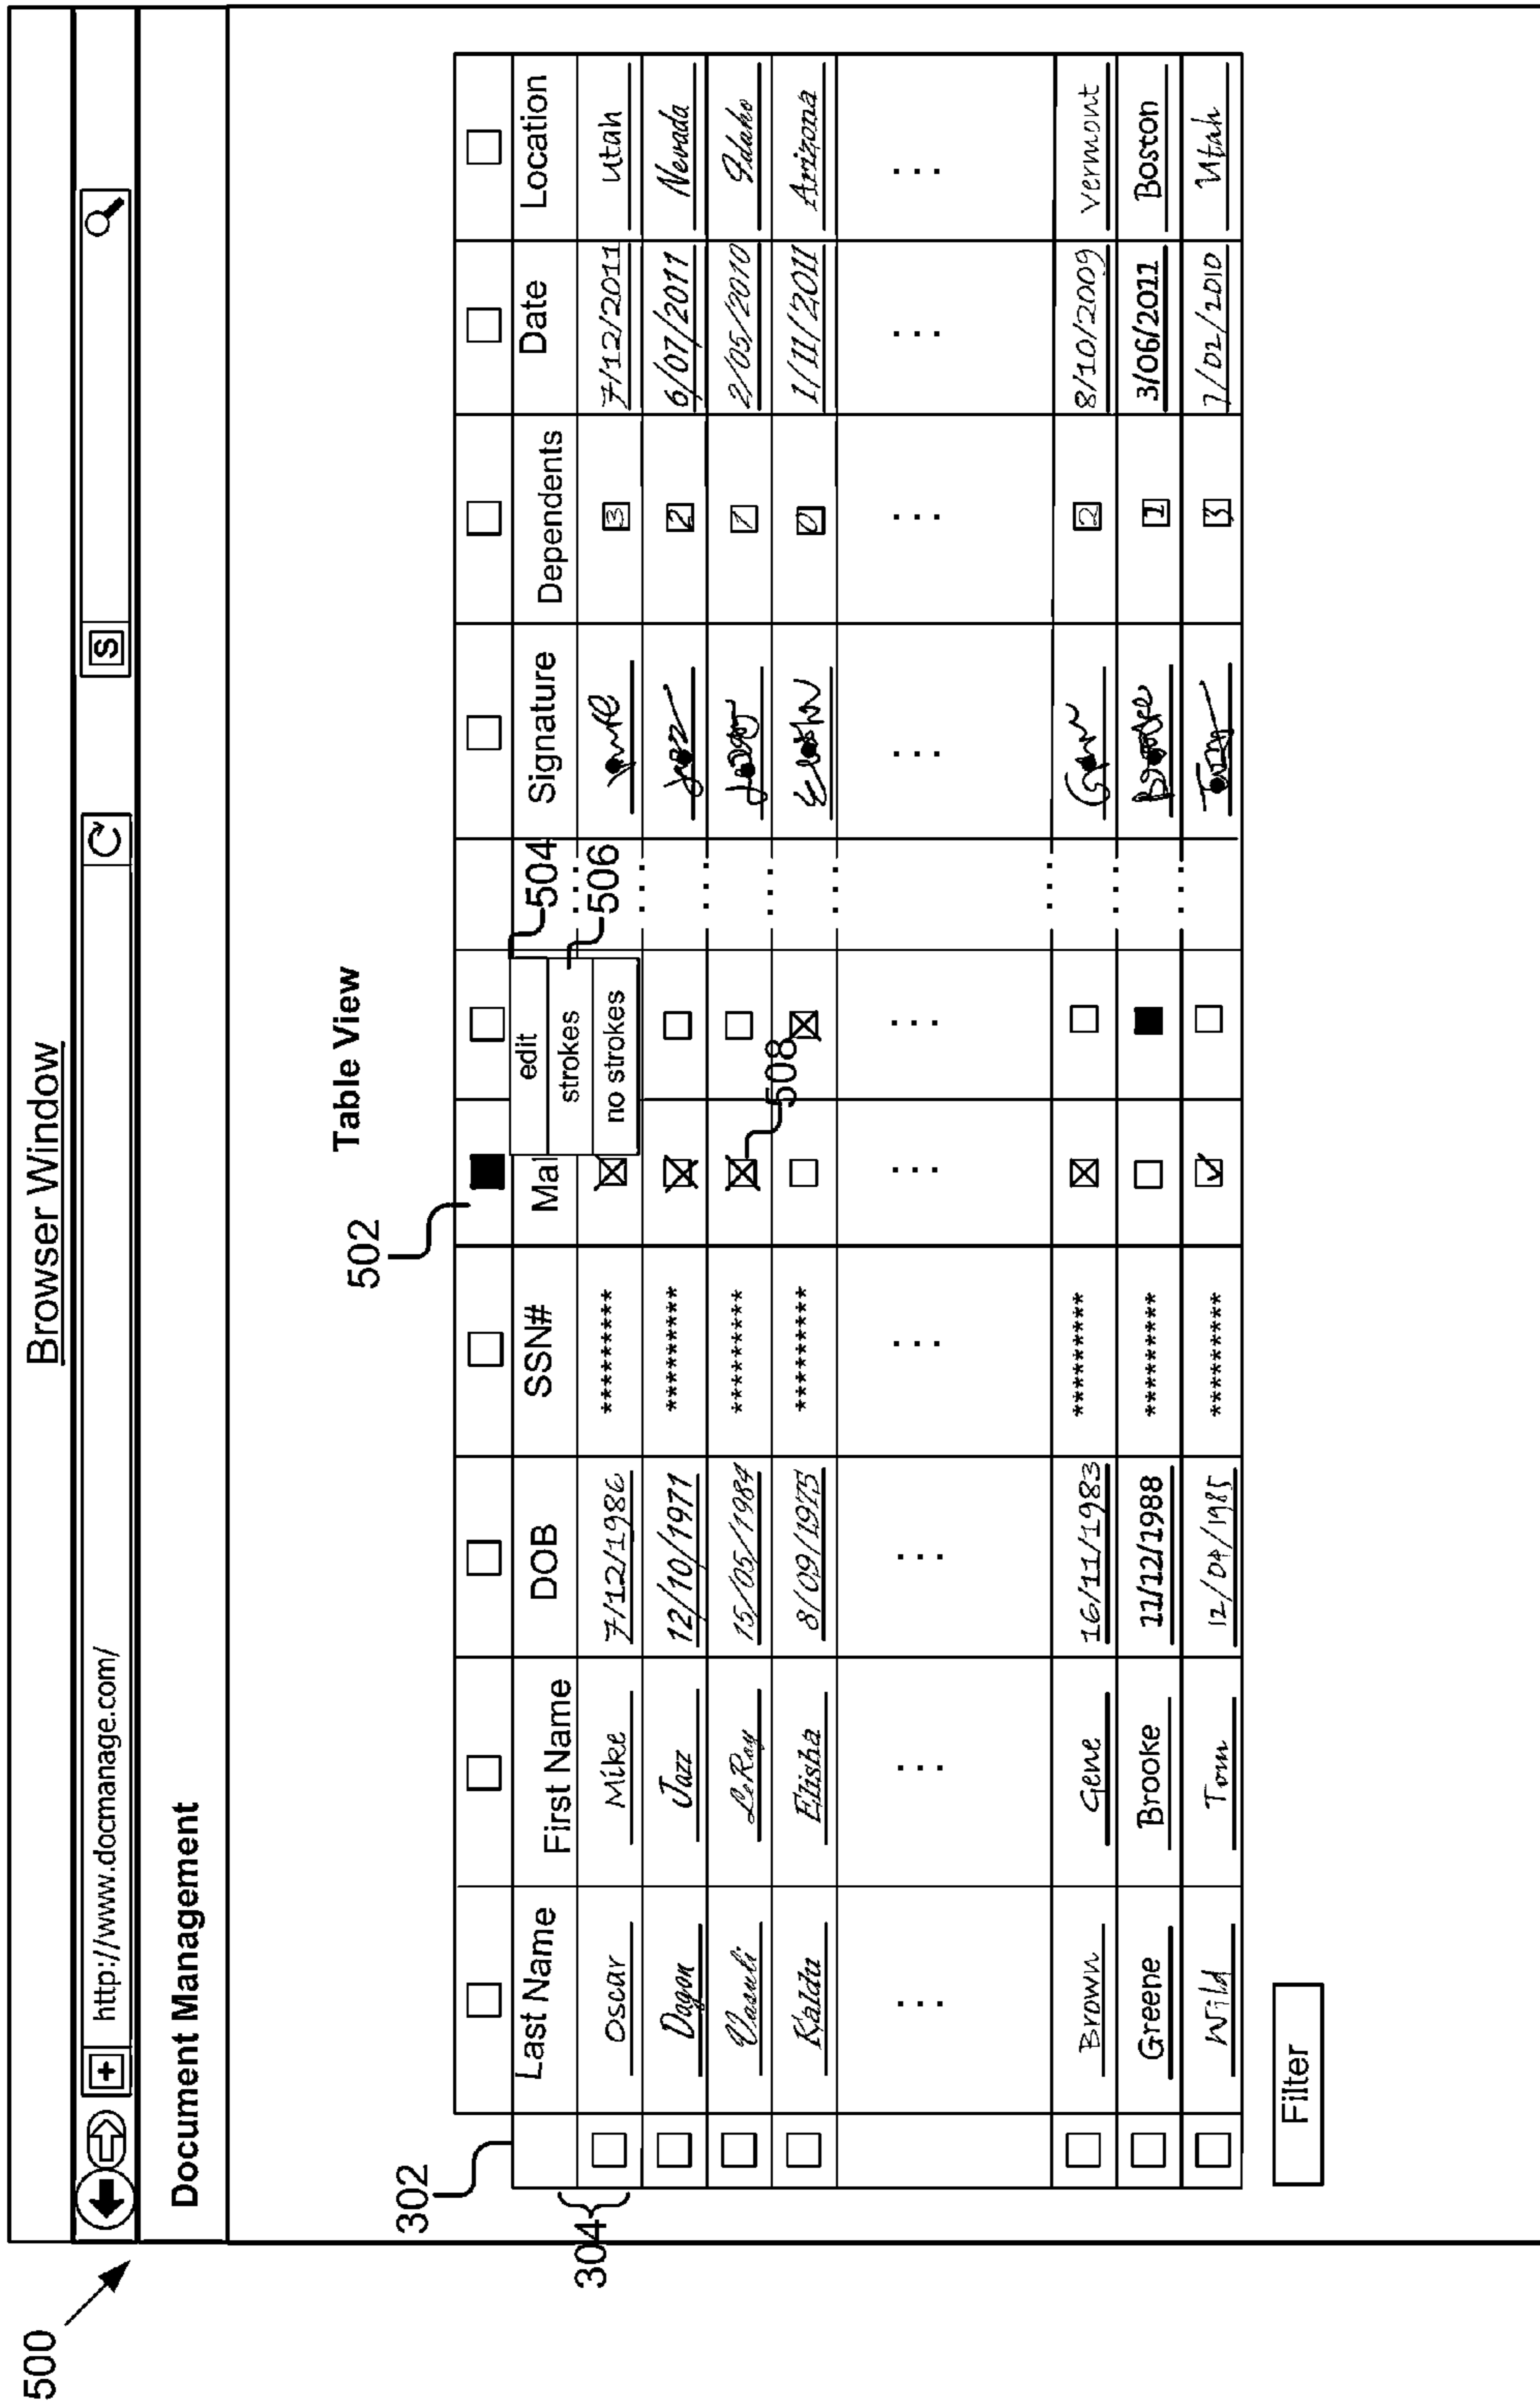 500
Browser Window
+ http://www.docmanage.com/ S
Document Management
Table View
302
304
502
504
506
508
Last Name First Name DOB SSN# Mal Signature Dependents Date Location
edit
strokes
no strokes
Oscar Mike 7/12/1986 ********* 3 7/12/2011 Utah
Dagon Jazz 12/10/1971 ********* 2 6/07/2011 Nevada
Vasuli LeRoy 15/05/1984 ********* 1 2/05/2010 Idaho
Kaldu Elisha 8/09/1975 ********* 0 1/11/2011 Arizona
... ... ... ... ... ... ... ... ... ...
Brown Gene 16/11/1983 ********* 2 8/10/2009 Vermont
Greene Brooke 11/12/1988 ********* 1 3/06/2011 Boston
Wild Tom 12/04/1985 ********* 3 7/02/2010 Utah
Filter